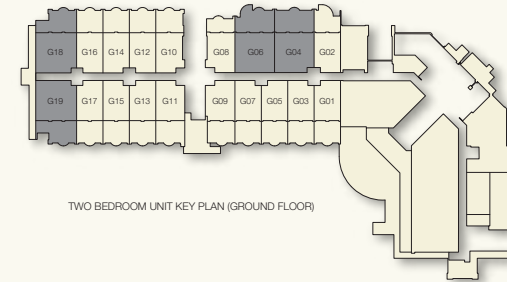 G18 G16 G14 G12 G10 G08 G06 G04 G02
G19 G17 G15 G13 G11 G09 G07 G05 G03 G01
TWO BEDROOM UNIT KEY PLAN (GROUND FLOOR)